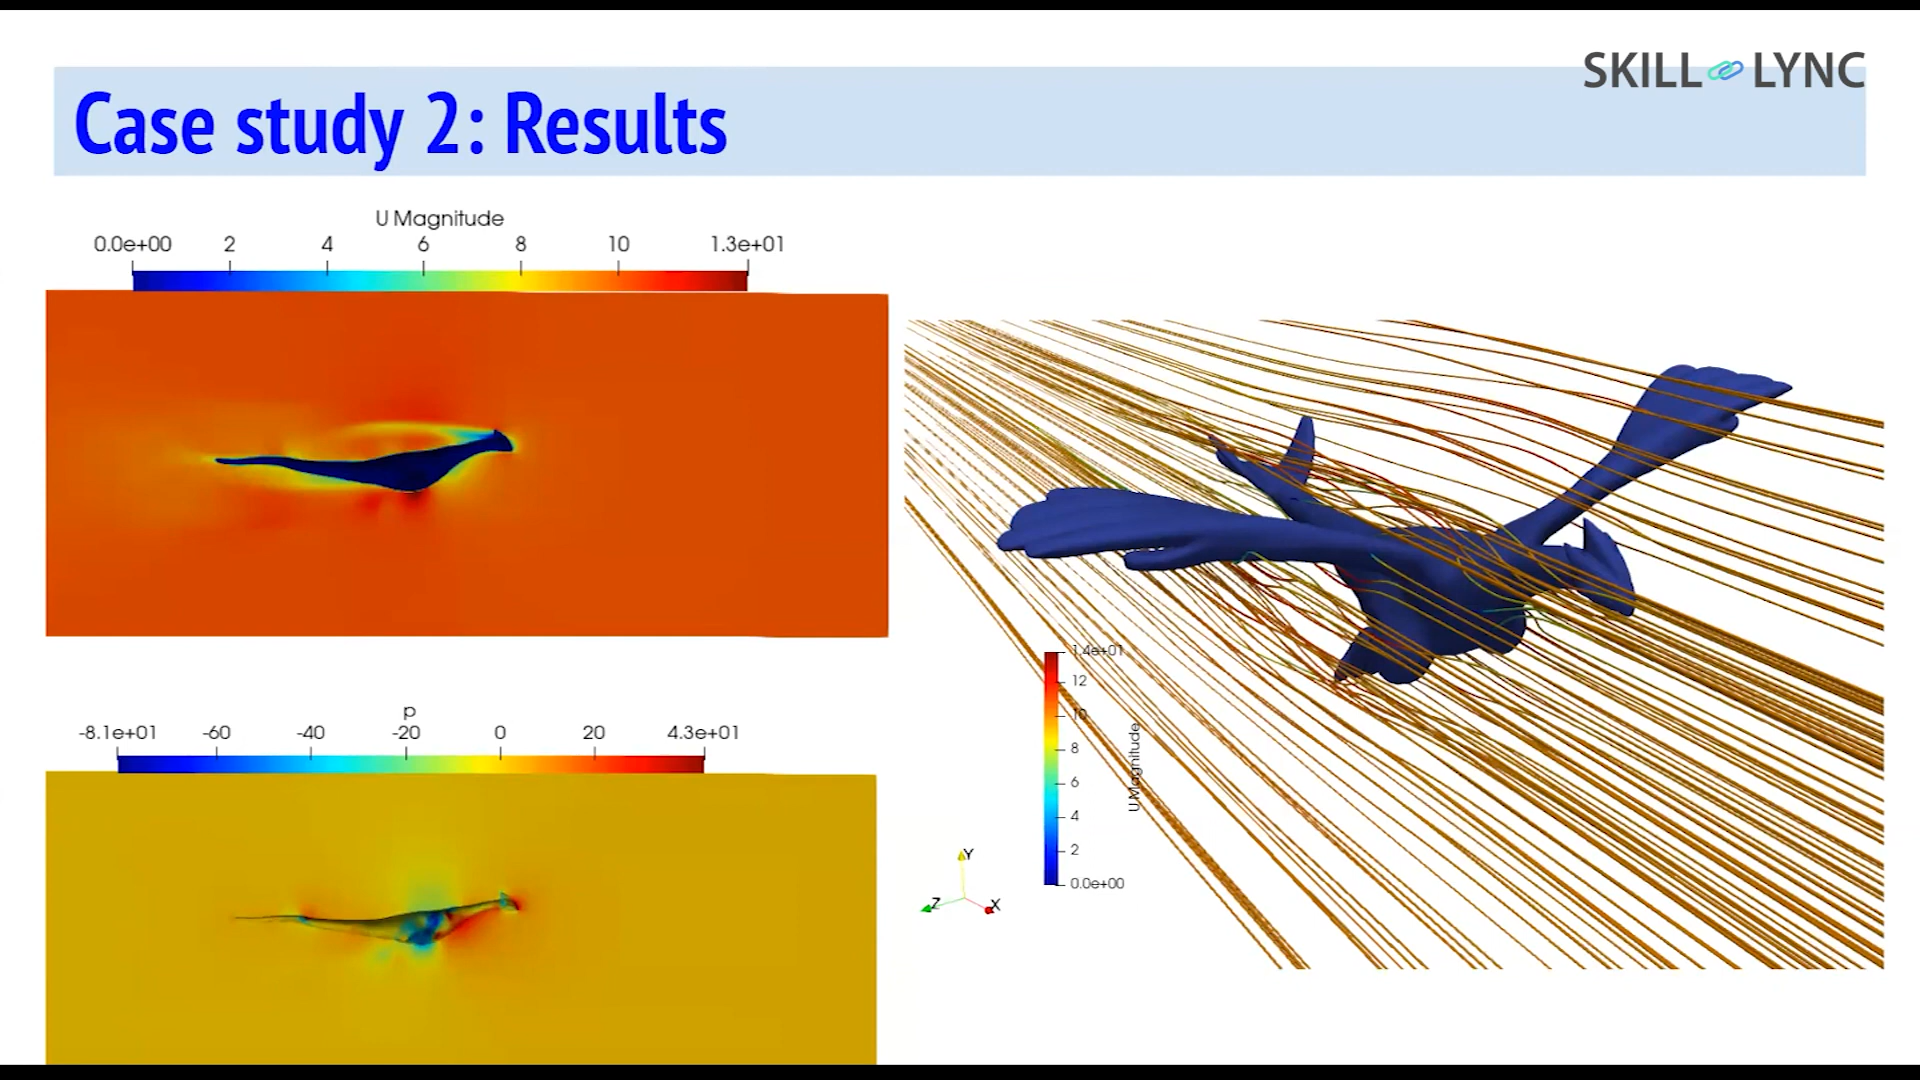 SKILL LYNC
Case study 2: Results
U Magnitude
0.0e+00 2 4 6 8 10 1.3e+01
p
-8.1e+01 -60 -40 -20 0 20 4.3e+01
1.4e+01
12
10
8
6
4
2
0.0e+00
U Magnitude
Y
Z
X